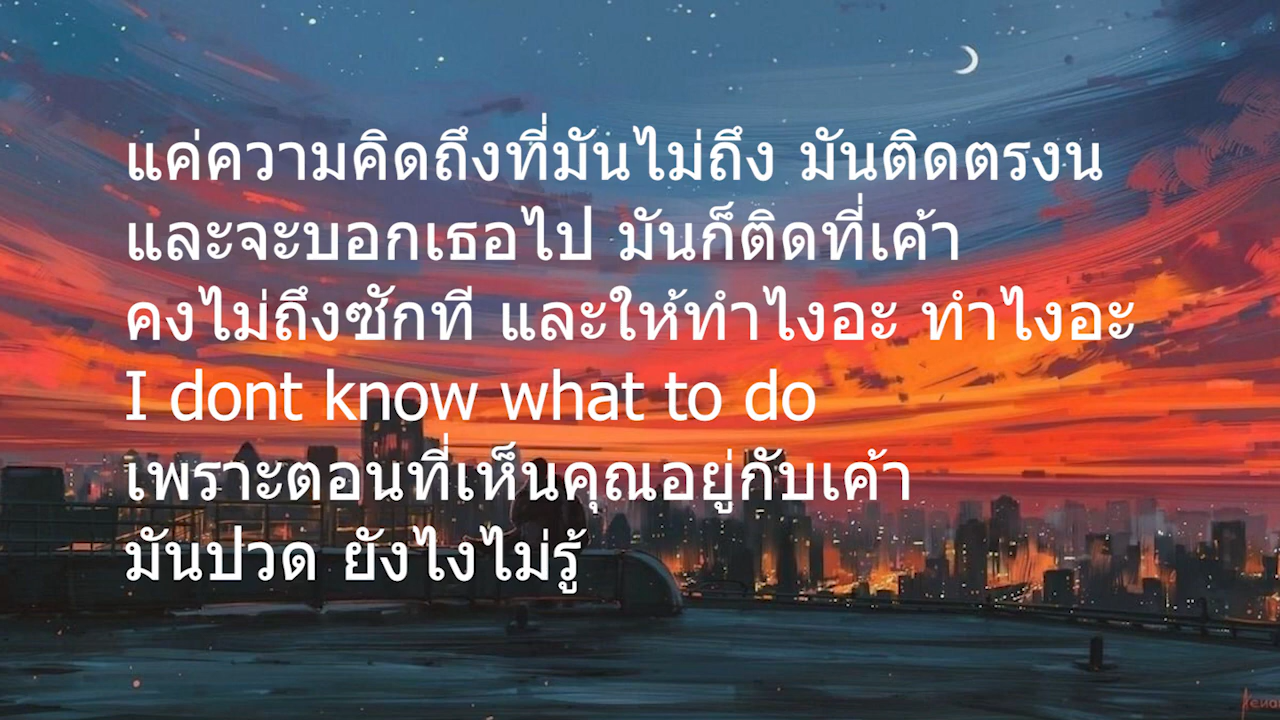 แค่ความคิดถึงที่มันไม่ถึง มันติดตรงน
และจะบอกเธอไป มันก็ติดที่เค้า
คงไม่ถึงซักที และให้ทำไงอะ ทำไงอะ
I dont know what to do
เพราะตอนที่เห็นคุณอยู่กับเค้า
มันปวด ยังไงไม่รู้